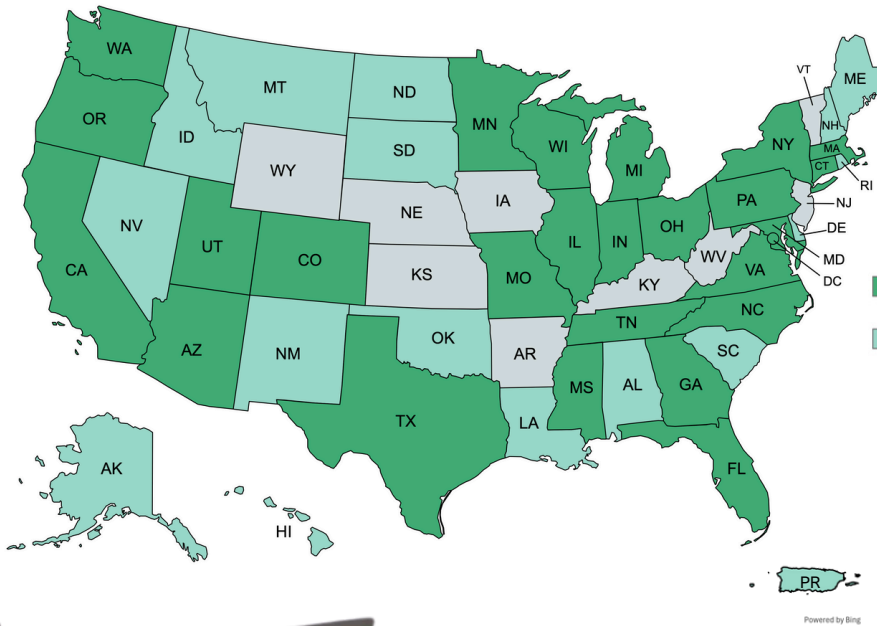 WA
VT
ME
MT
ND
OR
MN
NH
ID
WI
NY
MA
SD
CT
WY
MI
RI
PA
NJ
IA
NE
OH
DE
NV
IL
IN
UT
WV
MD
CO
VA
CA
KS
MO
DC
KY
NC
TN
OK
AZ
SC
NM
AR
MS
AL
GA
TX
LA
AK
FL
HI
PR
Powered by Bing